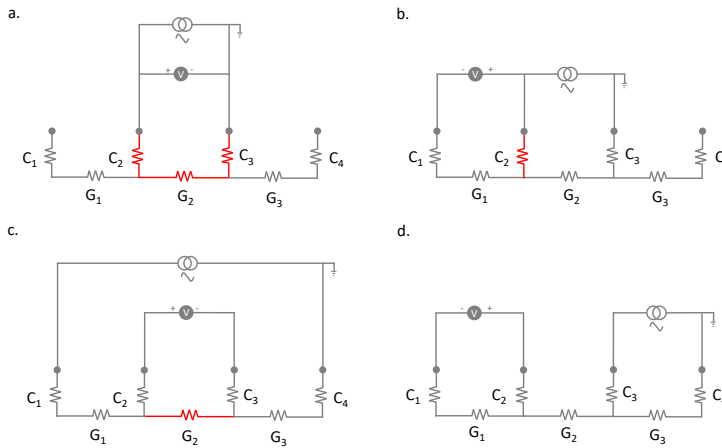 a.
+ V -
C1 C2 C3 C4
G1 G2 G3
b.
- V +
C1 C2 C3 C
G1 G2 G3
c.
+ V -
C1 C2 C3 C4
G1 G2 G3
d.
- V +
C1 C2 C3 C
G1 G2 G3